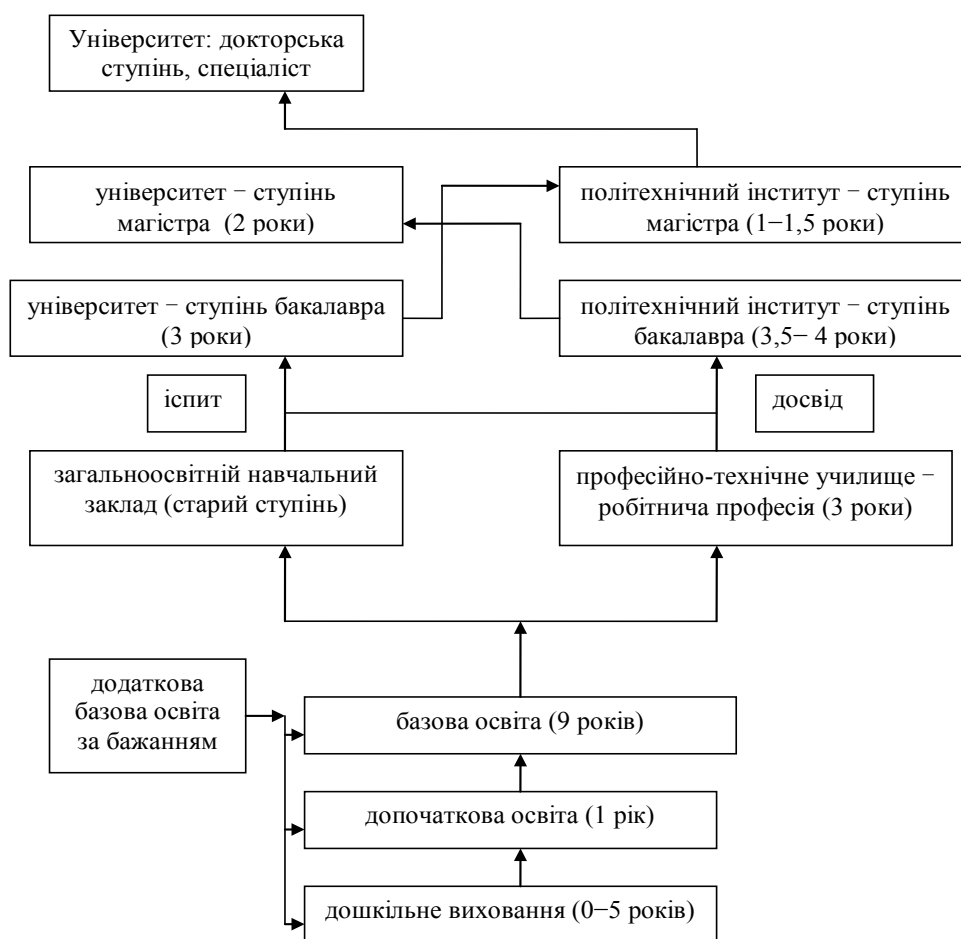 Університет: докторська
ступінь, спеціаліст
університет − ступінь
магістра (2 роки)
політехнічний інститут − ступінь
магістра (1−1,5 роки)
університет − ступінь бакалавра
(3 роки)
політехнічний інститут − ступінь
бакалавра (3,5− 4 роки)
іспит
досвід
загальноосвітній навчальний
заклад (старий ступінь)
професійно-технічне училище −
робітнича професія (3 роки)
додаткова
базова освіта
за бажанням
базова освіта (9 років)
допочаткова освіта (1 рік)
дошкільне виховання (0−5 років)